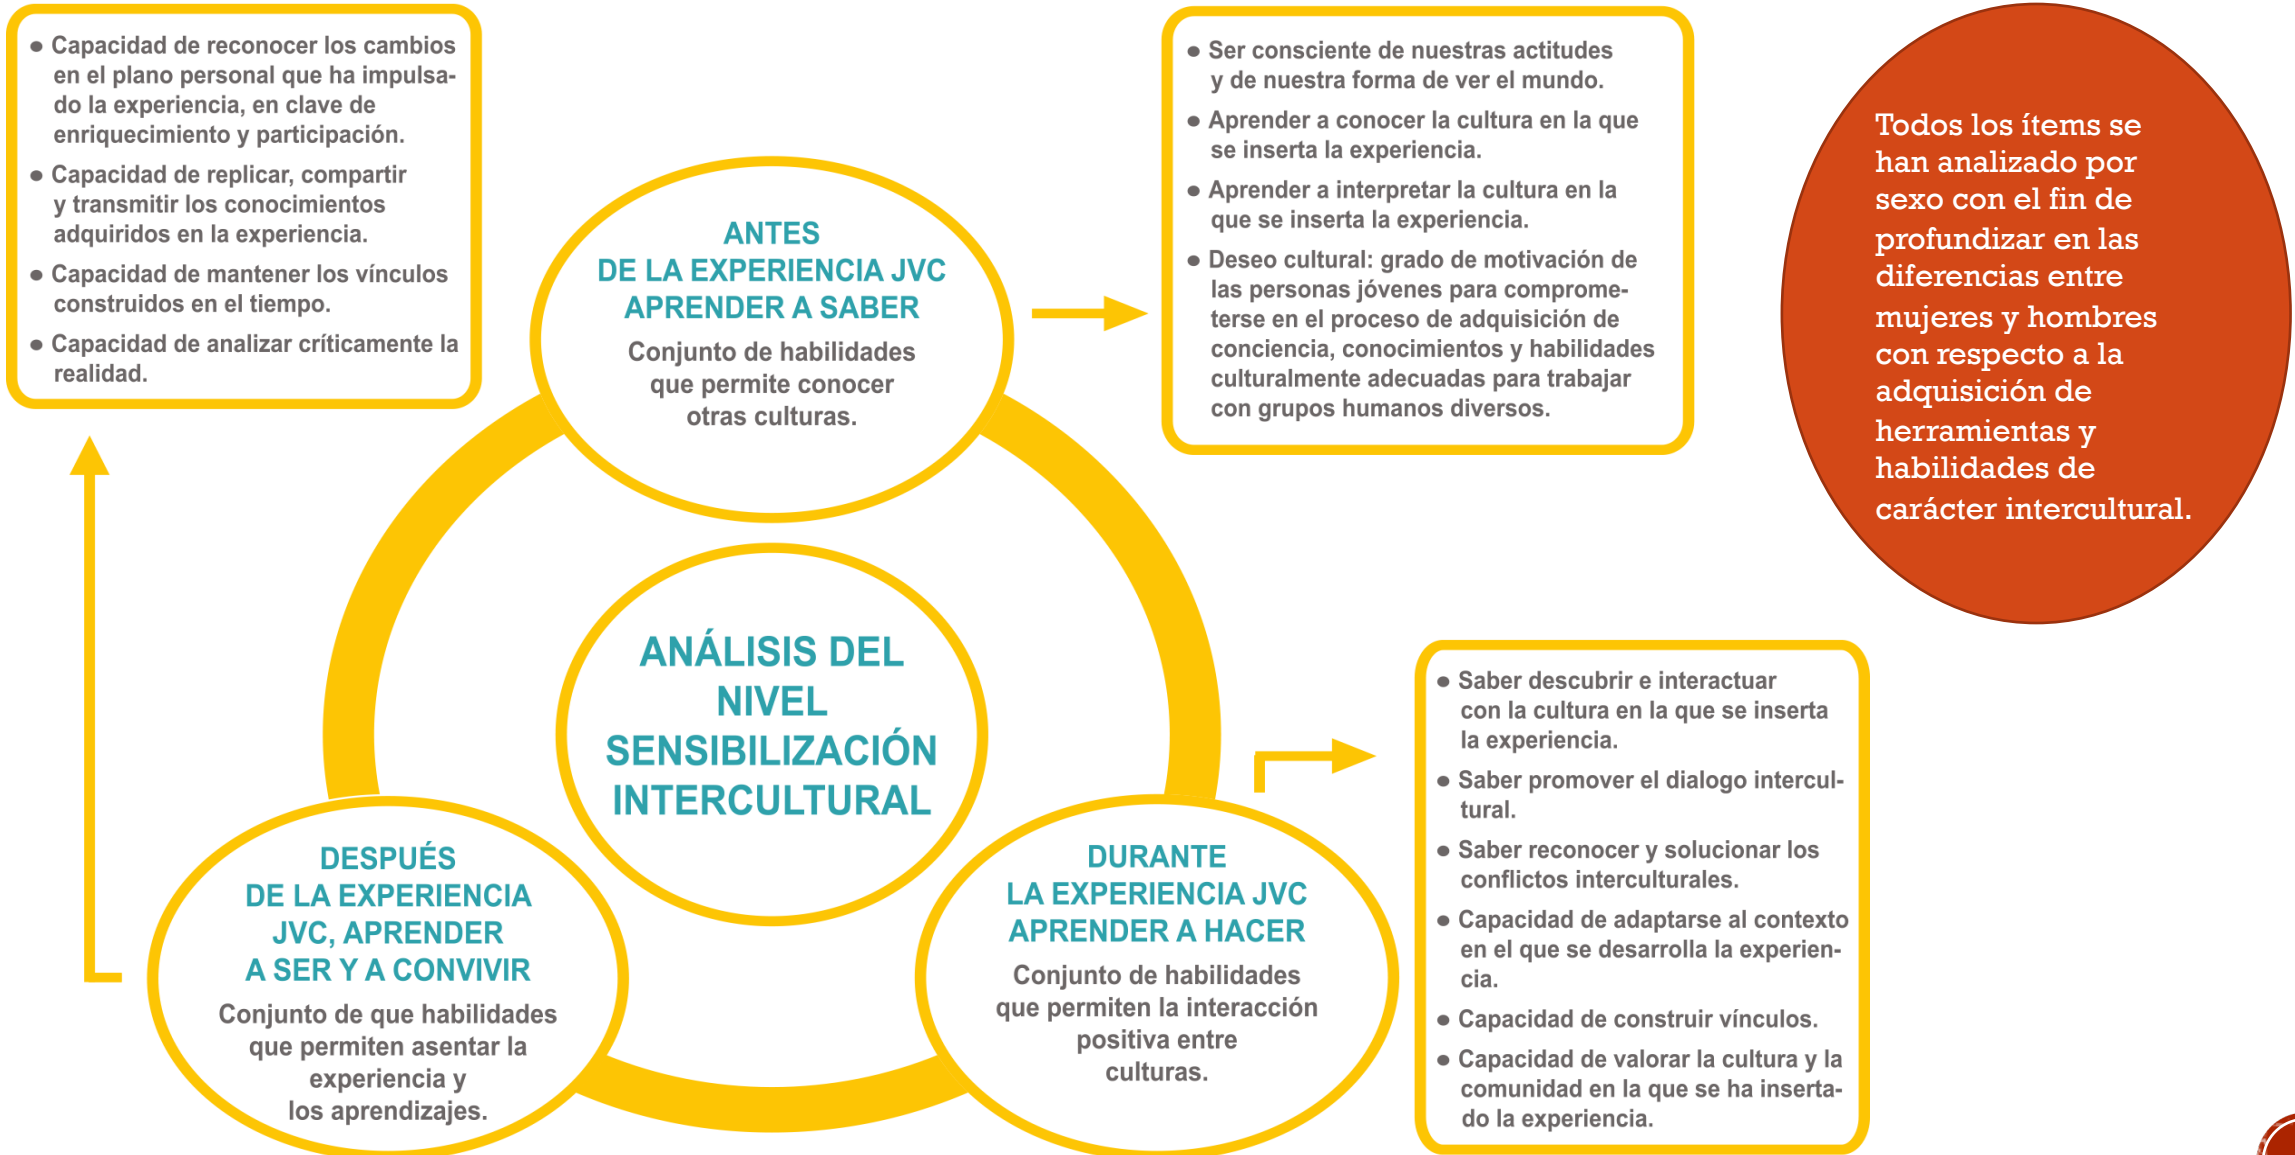 ● Capacidad de reconocer los cambios
en el plano personal que ha impulsa-
do la experiencia, en clave de
enriquecimiento y participación.
● Capacidad de replicar, compartir
y transmitir los conocimientos
adquiridos en la experiencia.
● Capacidad de mantener los vínculos
construidos en el tiempo.
● Capacidad de analizar críticamente la
realidad.
ANTES
DE LA EXPERIENCIA JVC
APRENDER A SABER
Conjunto de habilidades
que permite conocer
otras culturas.
● Ser consciente de nuestras actitudes
y de nuestra forma de ver el mundo.
● Aprender a conocer la cultura en la que
se inserta la experiencia.
● Aprender a interpretar la cultura en la
que se inserta la experiencia.
● Deseo cultural: grado de motivación de
las personas jóvenes para comprome-
terse en el proceso de adquisición de
conciencia, conocimientos y habilidades
culturalmente adecuadas para trabajar
con grupos humanos diversos.
Todos los ítems se
han analizado por
sexo con el fin de
profundizar en las
diferencias entre
mujeres y hombres
con respecto a la
adquisición de
herramientas y
habilidades de
carácter intercultural.
ANÁLISIS DEL
NIVEL
SENSIBILIZACIÓN
INTERCULTURAL
DESPUÉS
DE LA EXPERIENCIA
JVC, APRENDER
A SER Y A CONVIVIR
Conjunto de que habilidades
que permiten asentar la
experiencia y
los aprendizajes.
DURANTE
LA EXPERIENCIA JVC
APRENDER A HACER
Conjunto de habilidades
que permiten la interacción
positiva entre
culturas.
● Saber descubrir e interactuar
con la cultura en la que se inserta
la experiencia.
● Saber promover el dialogo intercul-
tural.
● Saber reconocer y solucionar los
conflictos interculturales.
● Capacidad de adaptarse al contexto
en el que se desarrolla la experien-
cia.
● Capacidad de construir vínculos.
● Capacidad de valorar la cultura y la
comunidad en la que se ha inserta-
do la experiencia.